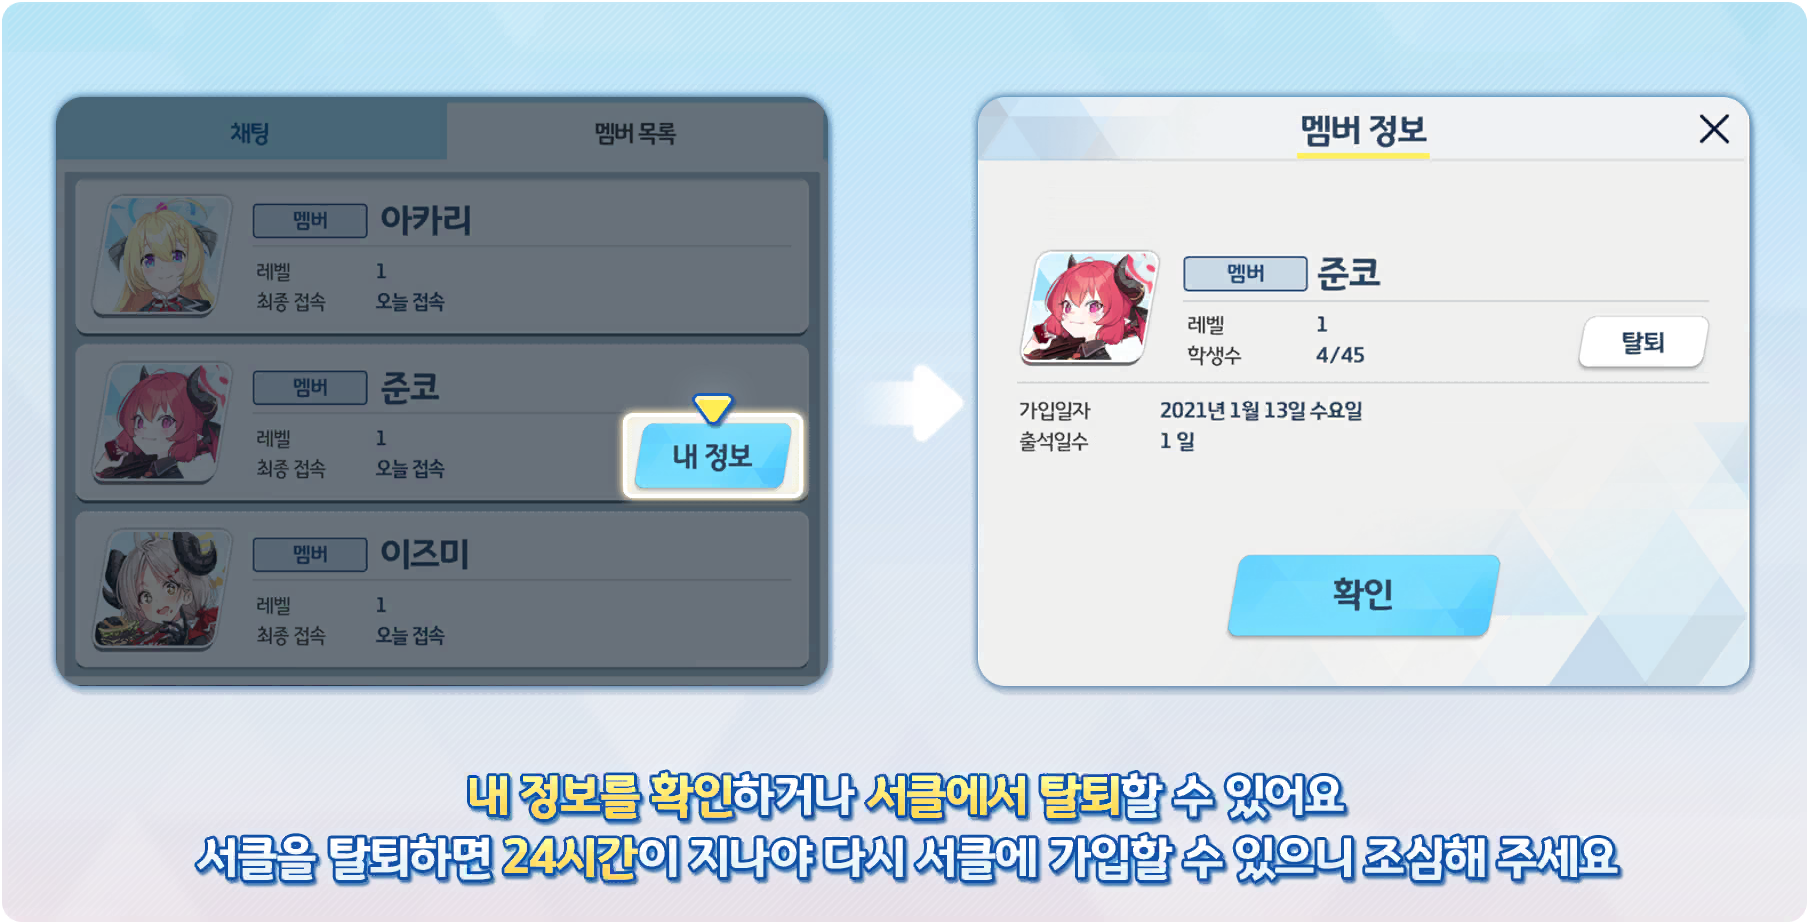 채팅
멤버 목록
멤버 아카리
레벨 1
최종 접속 오늘 접속
멤버 준코
레벨 1
최종 접속 오늘 접속
내 정보
멤버 이즈미
레벨 1
최종 접속 오늘 접속
멤버 정보
멤버 준코
레벨 1
학생수 4/45
탈퇴
가입일자 2021년 1월 13일 수요일
출석일수 1 일
확인
내 정보를 확인하거나 서클에서 탈퇴할 수 있어요
서클을 탈퇴하면 24시간이 지나야 다시 서클에 가입할 수 있으니 조심해 주세요